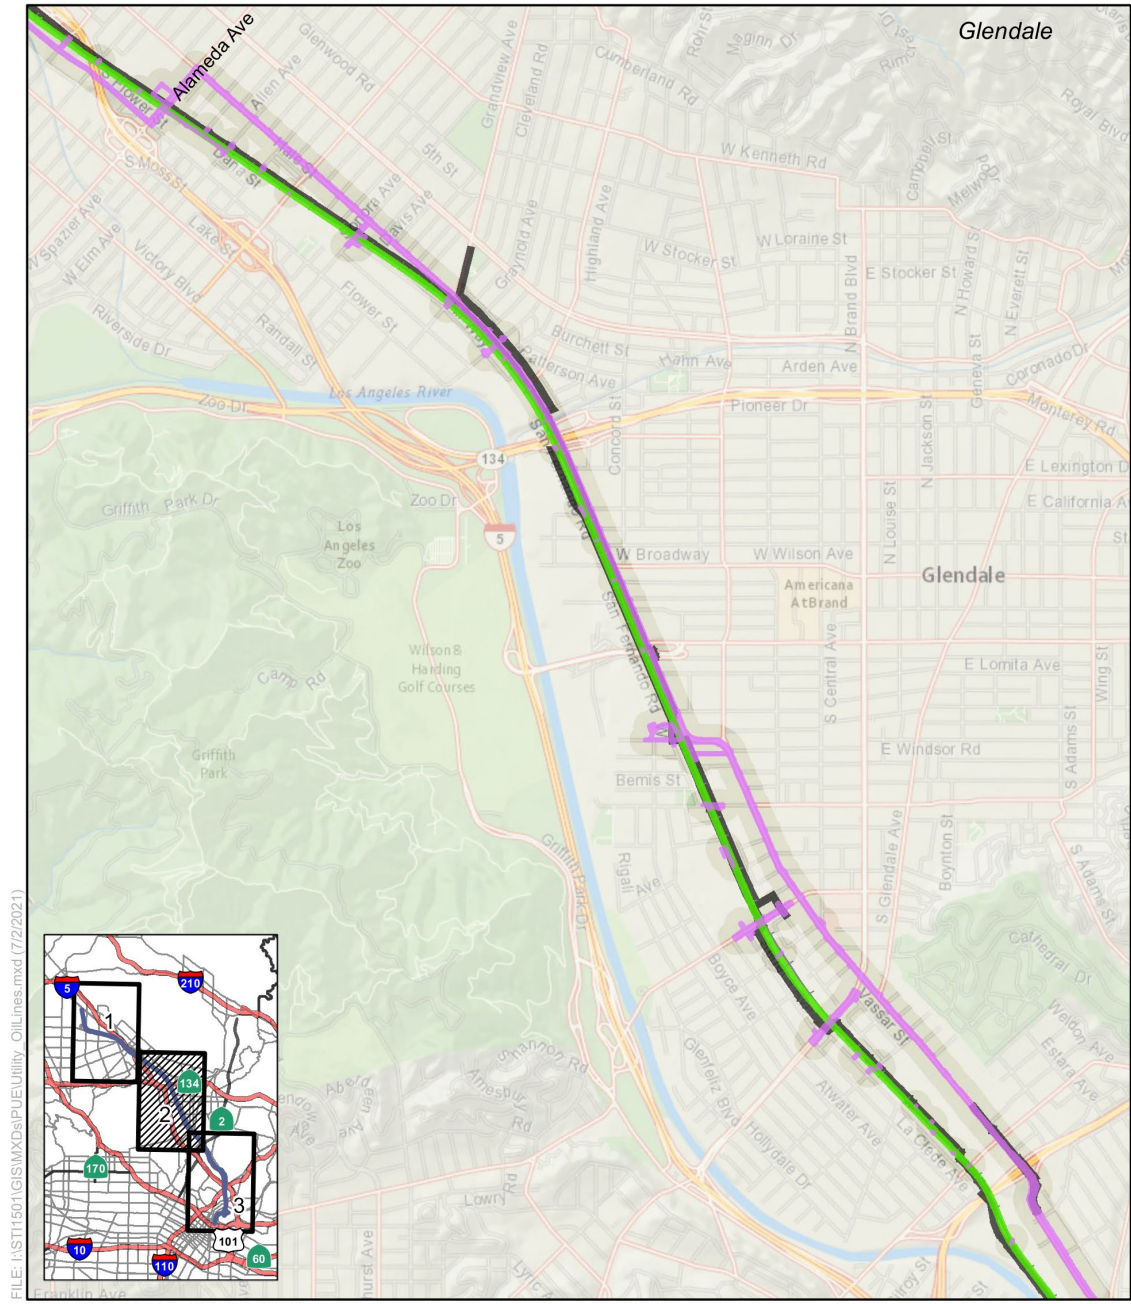 Glendale
Alameda Ave
Glenwood Rd
Grandview Ave
Cleveland Rd
Cumberland Rd
Maginn Dr
Royal Blvd
Allen Ave
S Flower St
5th St
W Kenneth Rd
Campbell St
S Moss St
Dana St
Davis Ave
Graynold Ave
Highland Ave
W Spazier Ave
W Elm Ave
Lake St
Victory Blvd
W Stocker St
W Loraine St
E Stocker St
N Brand Blvd
N Howard St
N Everett St
Riverside Dr
Randall St
Flower St
Burchett St
Patterson Ave
Hahn Ave
Arden Ave
Geneva St
Coronado Dr
Los Angeles River
Zoo Dr
Pioneer Dr
Monterey Rd
134
Concord St
N Jackson St
E Lexington D
Griffith Park Dr
Zoo Dr
E California A
Los
Angeles
Zoo
5
N Louise St
W Broadway
W Wilson Ave
Americana
At Brand
Glendale
San Fernando Rd
Wilson &
Harding
Golf Courses
Camp Rd
S Central Ave
E Lomita Ave
Wing St
Griffith
Park
E Windsor Rd
S Adams St
Bemis St
Griffith Park Dr
Rigali
Ave
S Glendale Ave
Boynton St
S Adams St
Cathedral Dr
Boyce Ave
Vassar St
Weldon Ave
Estara Ave
Shannon Rd
Glenfeliz Blvd
Atwater Ave
Hollydale Dr
La Clede Ave
Lowry Rd
Franklin Ave
5
210
1
134
2
2
170
3
101
10
110
60
FILE: I:\STI1501\GIS\MXDs\PUE\Utility_OilLines.mxd (7/2/2021)